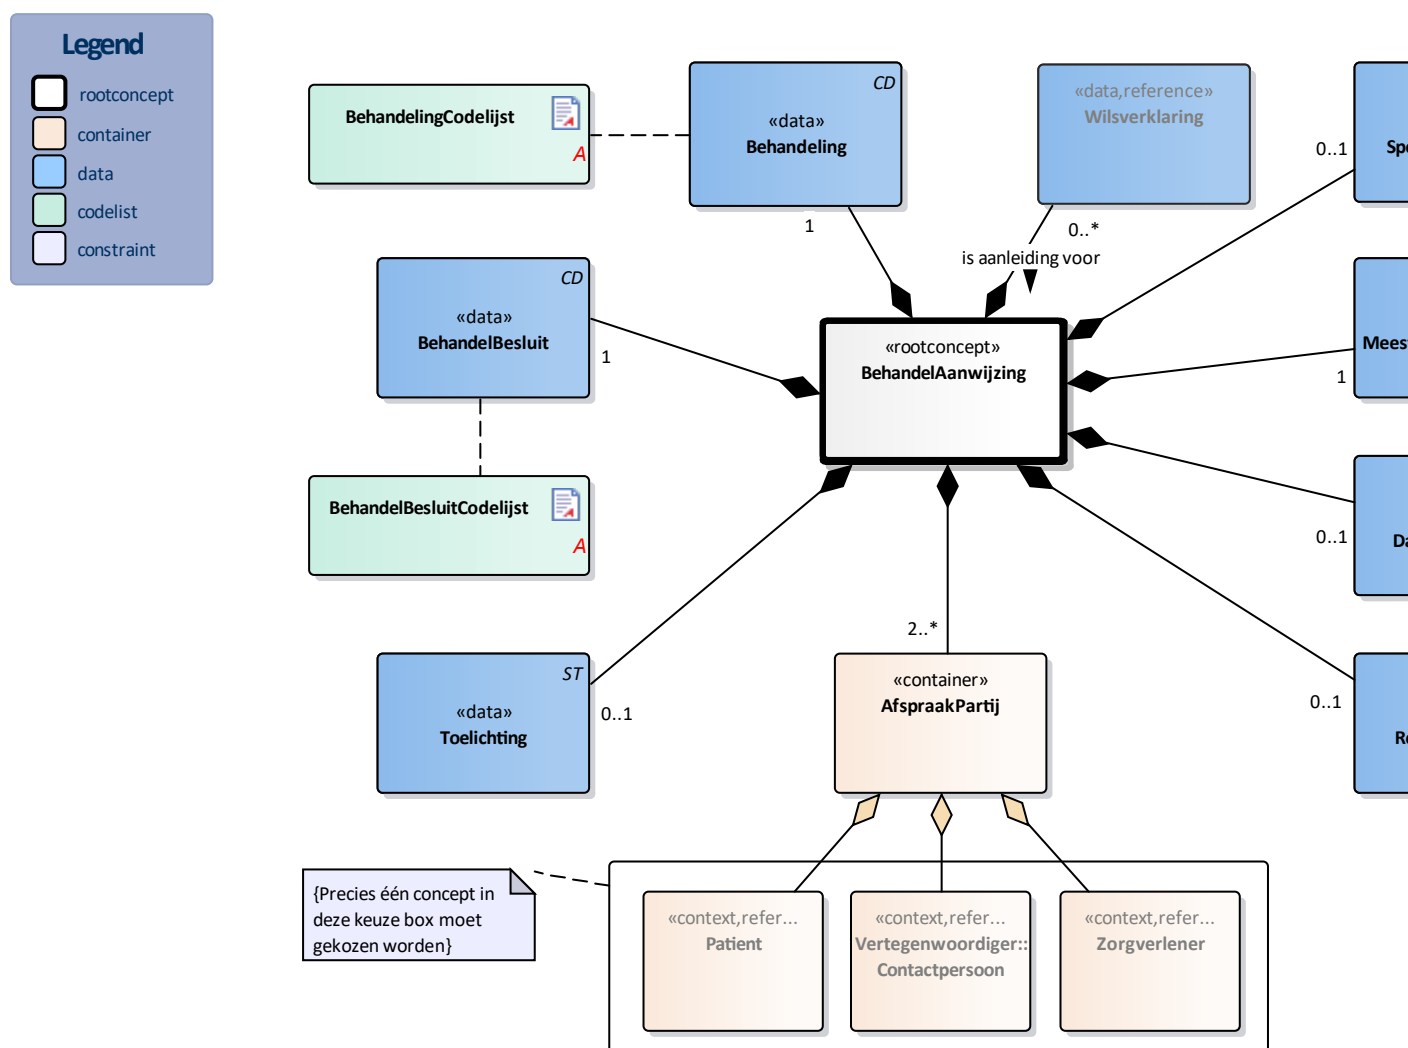 Legend
rootconcept
container
data
codelist
constraint
BehandelingCodelijst
A
CD
«data»
Behandeling
1
«data,reference»
Wilsverklaring
0..*
is aanleiding voor
0..1
CD
«data»
BehandelBesluit
1
«rootconcept»
BehandelAanwijzing
1
BehandelBesluitCodelijst
A
0..1
2..*
ST
«data»
Toelichting
0..1
«container»
AfspraakPartij
0..1
{Precies één concept in
deze keuze box moet
gekozen worden}
«context,refer...
Patient
«context,refer...
Vertegenwoordiger::
Contactpersoon
«context,refer...
Zorgverlener